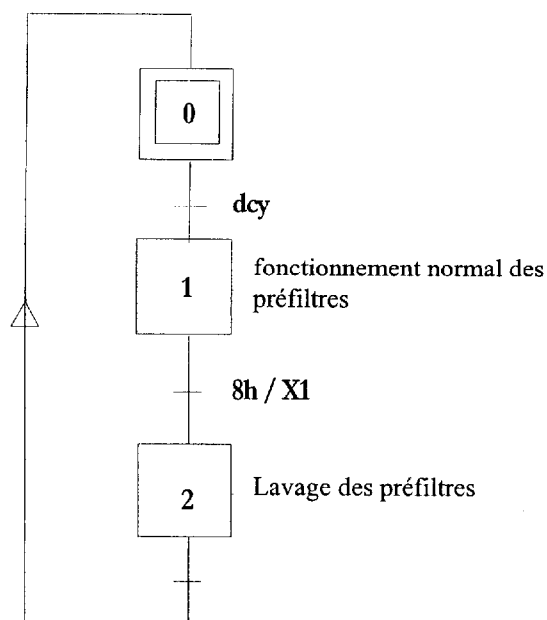 0
dcy
1
fonctionnement normal des
préfiltres
8h / X1
2
Lavage des préfiltres